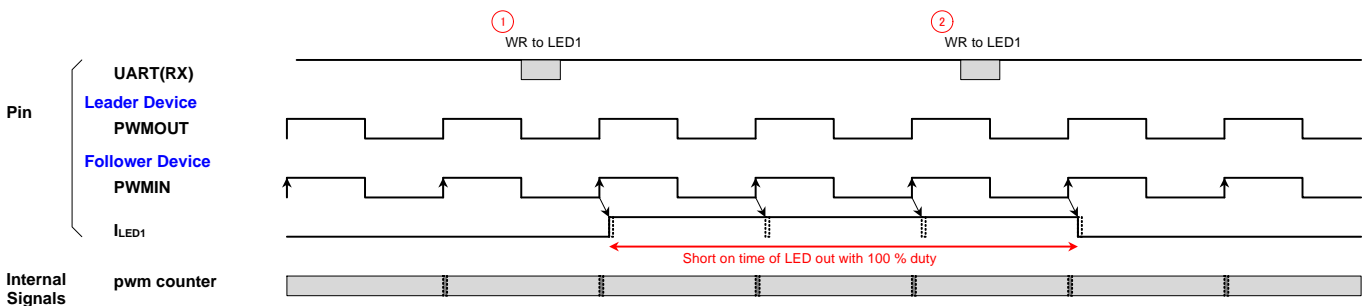 1
2
WR to LED1
WR to LED1
UART(RX)
Leader Device
Pin
PWMOUT
Follower Device
PWMIN
ILED1
Short on time of LED out with 100 % duty
Internal
Signals
pwm counter